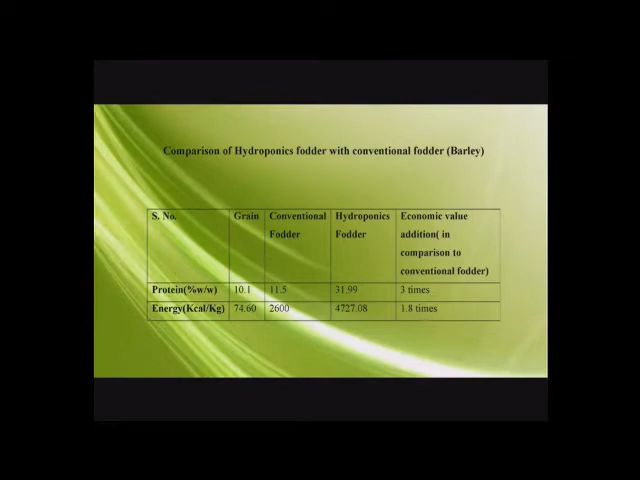 Comparison of Hydroponics fodder with conventional fodder (Barley)
S. No. Grain Conventional Fodder Hydroponics Fodder Economic value addition( in comparison to conventional fodder)
Protein(%w/w) 10.1 11.5 31.99 3 times
Energy(Kcal/Kg) 74.60 2600 4727.08 1.8 times